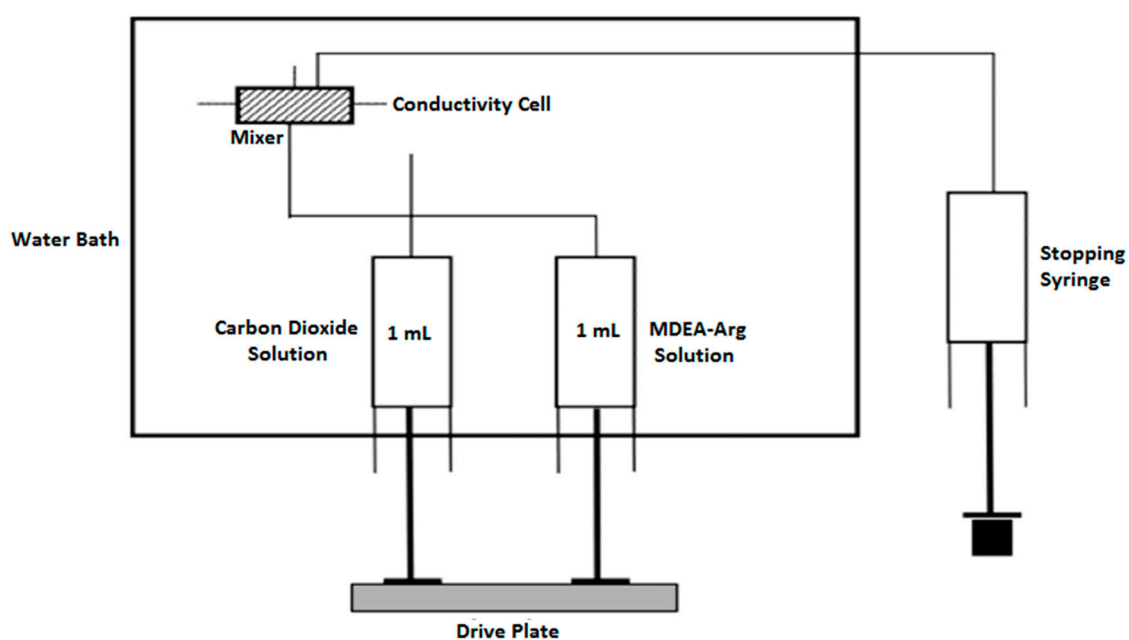 Conductivity Cell
Mixer
Water Bath
Stopping
Syringe
Carbon Dioxide
Solution
1 mL
1 mL
MDEA-Arg
Solution
Drive Plate